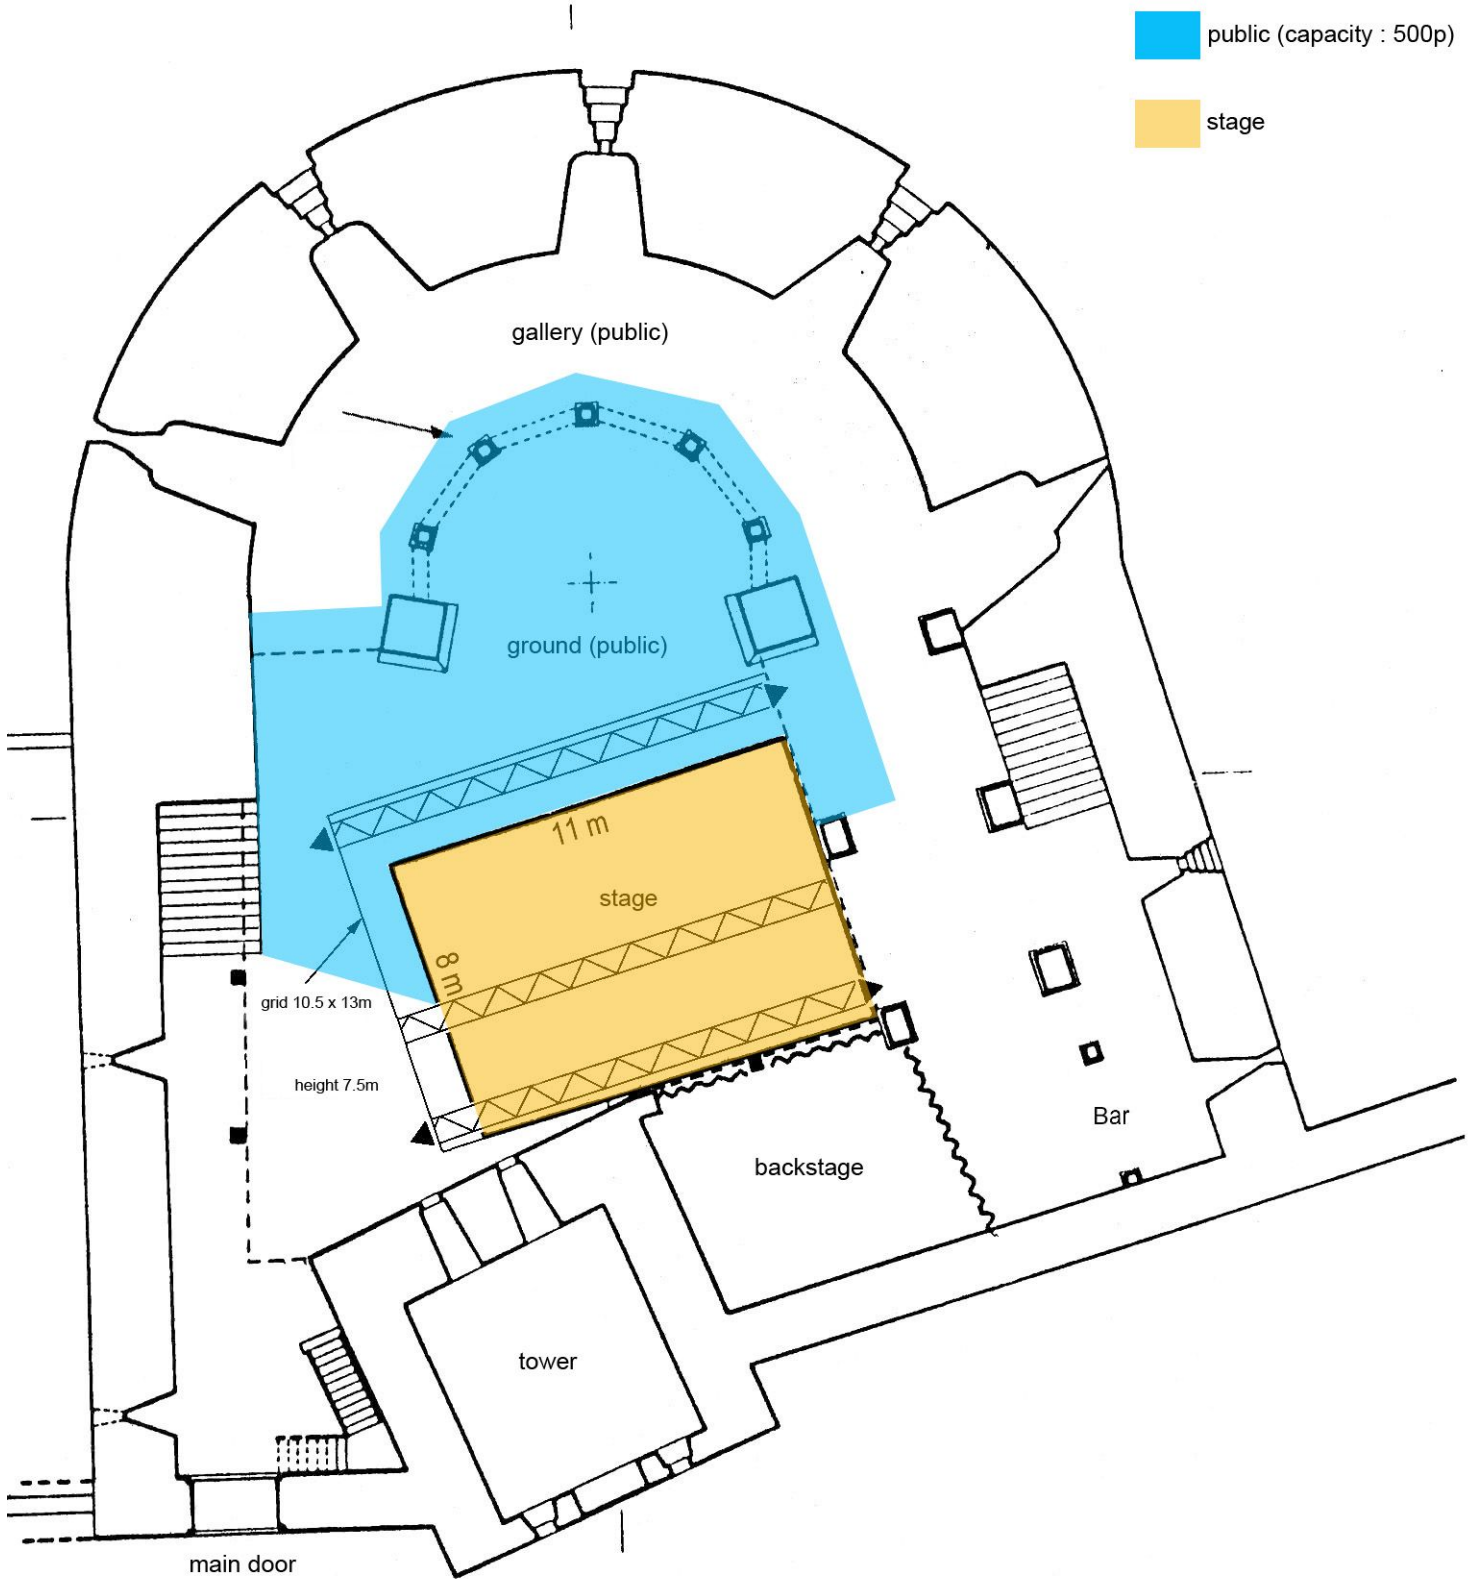 public (capacity : 500p)
stage
gallery (public)
ground (public)
11 m
stage
8 m
grid 10.5 x 13m
height 7.5m
Bar
backstage
tower
main door